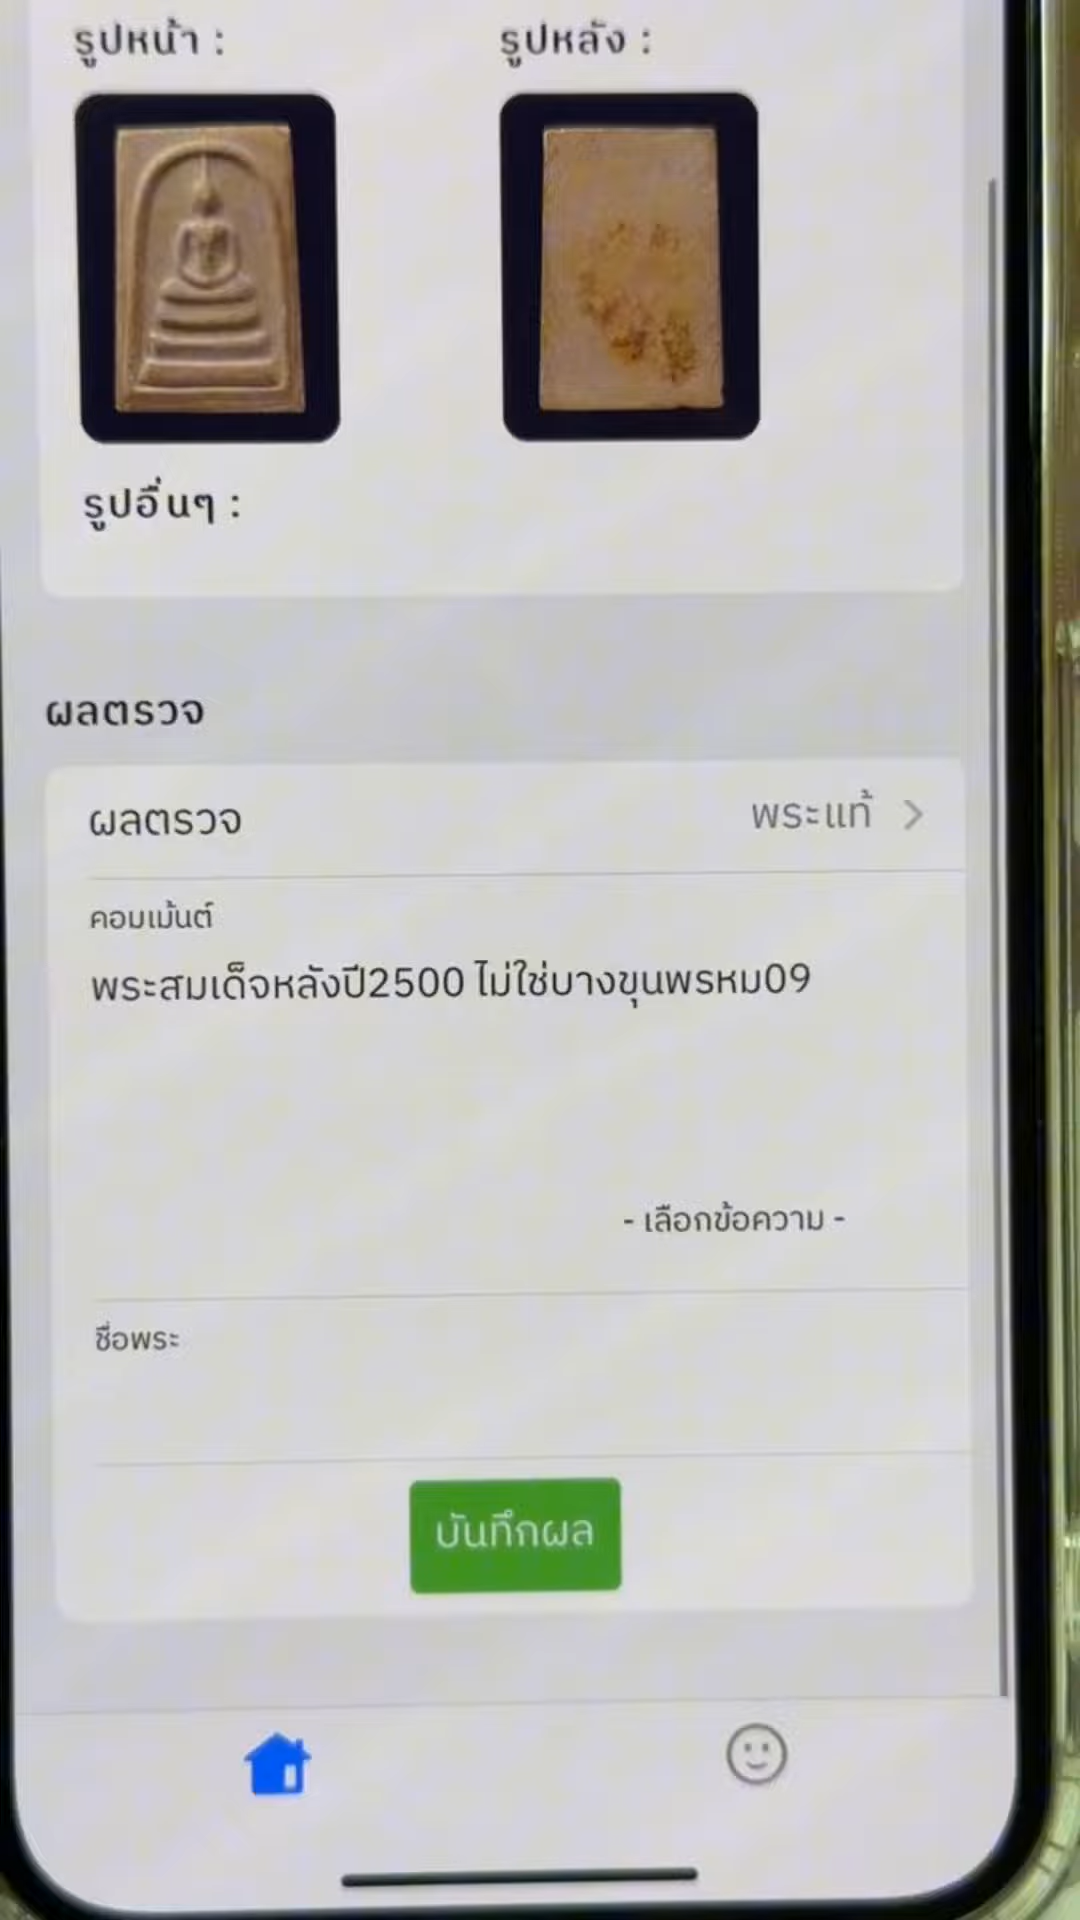 รูปหน้า : รูปหลัง :
รูปอื่นๆ :
ผลตรวจ
ผลตรวจ พระแท้
คอมเม้นต์
พระสมเด็จหลังปี2500 ไม่ใช่บางขุนพรหม09
- เลือกข้อความ -
ชื่อพระ
บันทึกผล